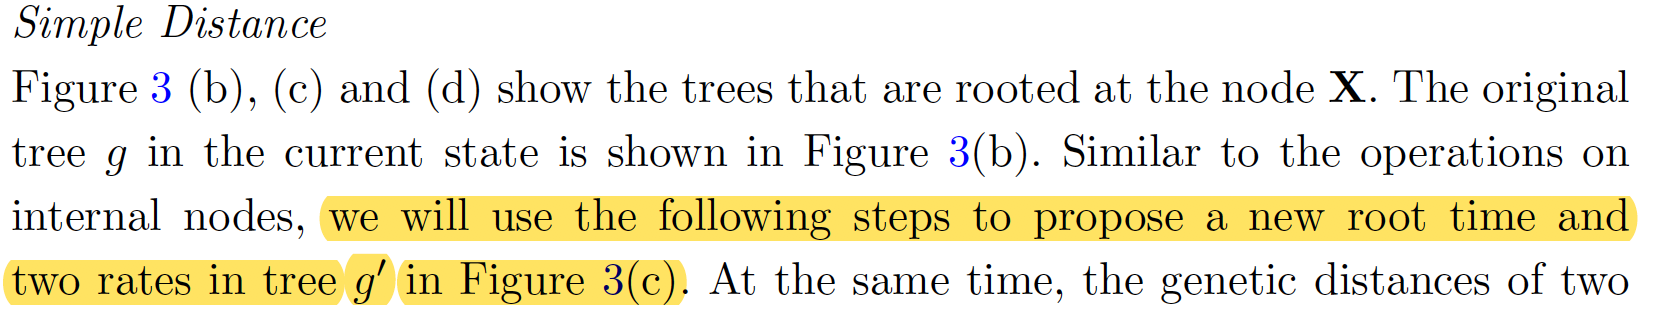 Simple Distance
Figure 3 (b), (c) and (d) show the trees that are rooted at the node X. The original
tree g in the current state is shown in Figure 3(b). Similar to the operations on
internal nodes, we will use the following steps to propose a new root time and
two rates in tree g′ in Figure 3(c). At the same time, the genetic distances of two